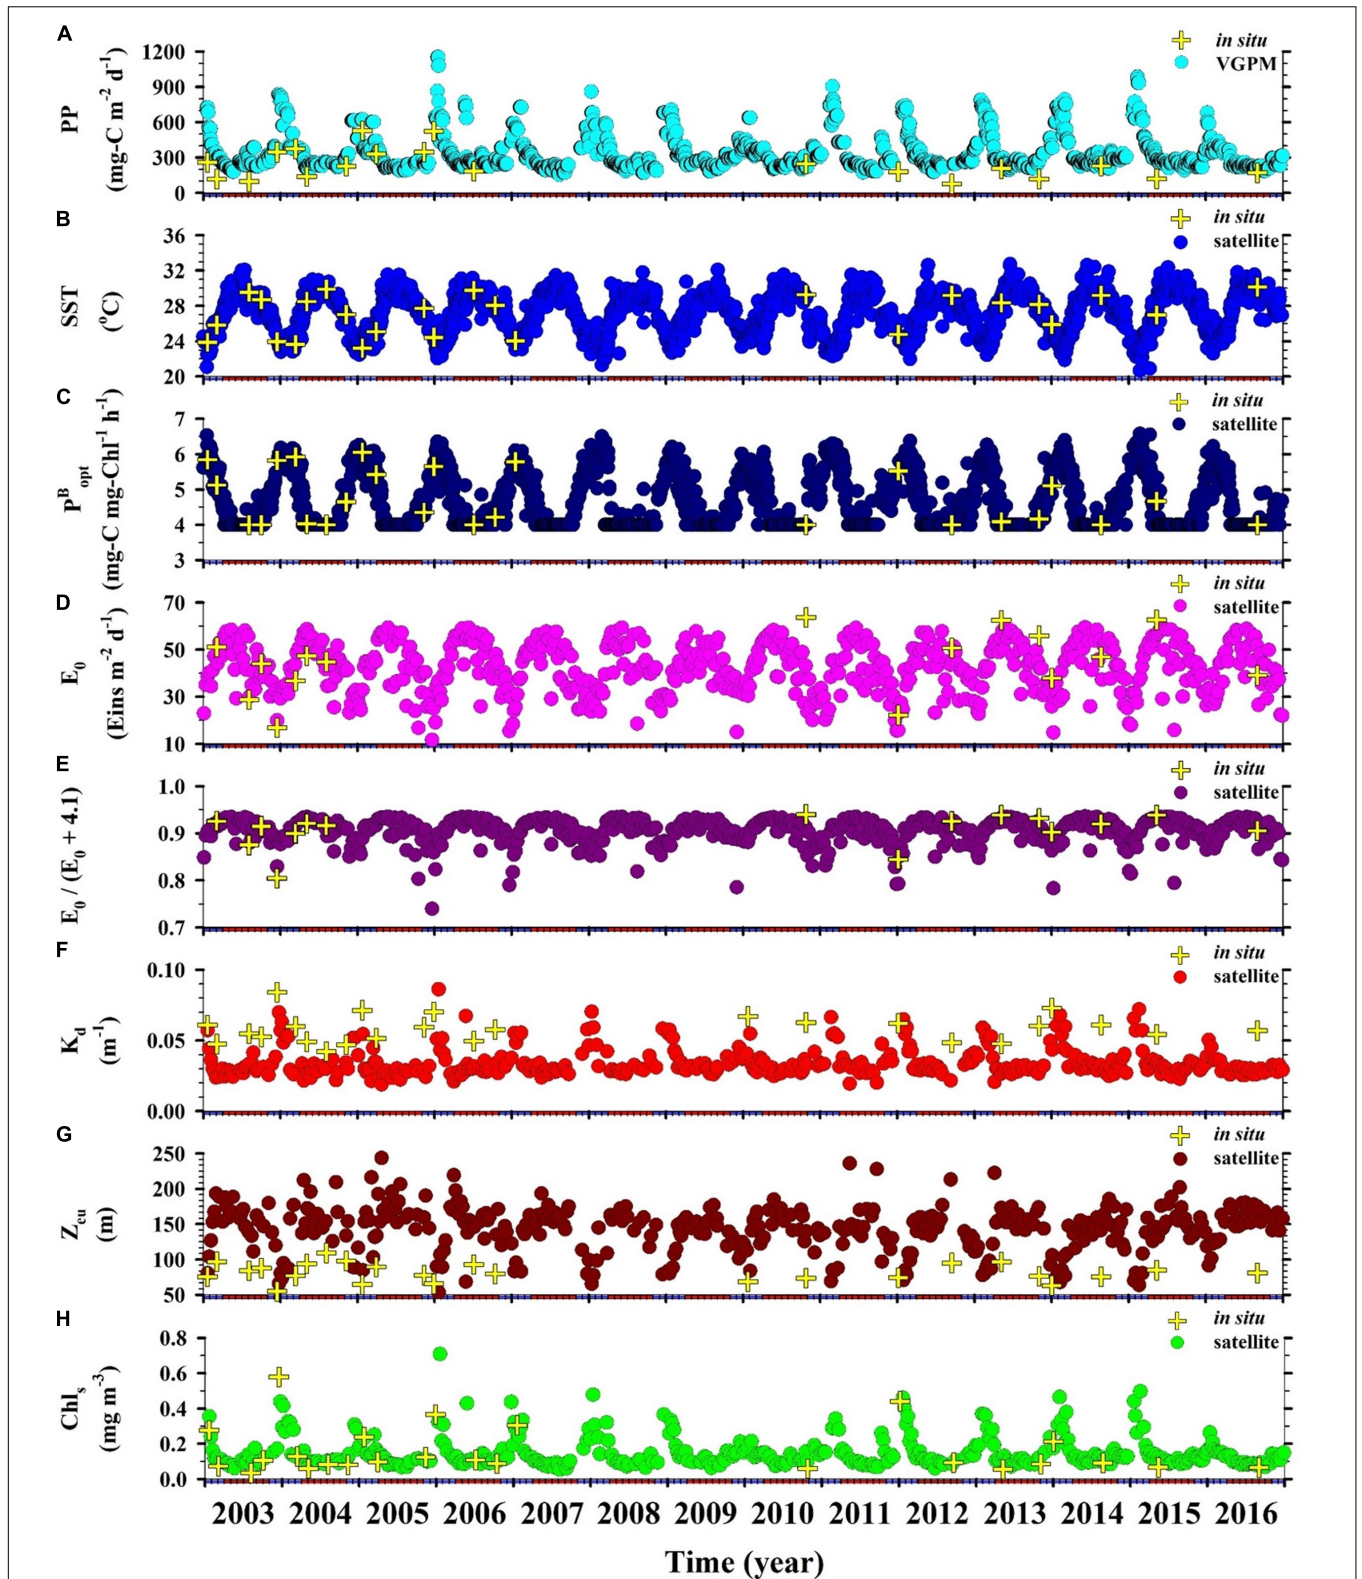 A
PP
(mg-C m⁻² d⁻¹)
1200
900
600
300
0
in situ
VGPM
B
SST
(°C)
36
32
28
24
20
in situ
satellite
C
Pᴮopt
(mg-C mg-Chl⁻¹ h⁻¹)
7
6
5
4
3
in situ
satellite
D
E₀
(Eins m⁻² d⁻¹)
70
50
30
10
in situ
satellite
E
E₀ / (E₀ + 4.1)
1.0
0.9
0.8
0.7
in situ
satellite
F
Kd
(m⁻¹)
0.10
0.05
0.00
in situ
satellite
G
Zeu
(m)
250
200
150
100
50
in situ
satellite
H
Chls
(mg m⁻³)
0.8
0.6
0.4
0.2
0.0
in situ
satellite
2003 2004 2005 2006 2007 2008 2009 2010 2011 2012 2013 2014 2015 2016
Time (year)